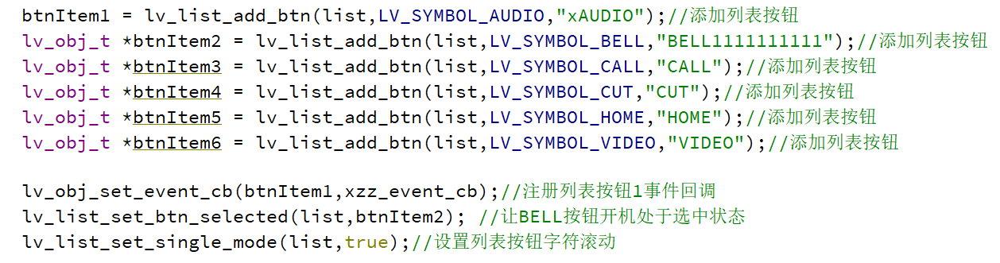 btnItem1 = lv_list_add_btn(list,LV_SYMBOL_AUDIO,"xAUDIO");//添加列表按钮
lv_obj_t *btnItem2 = lv_list_add_btn(list,LV_SYMBOL_BELL,"BELL1111111111");//添加列表按钮
lv_obj_t *btnItem3 = lv_list_add_btn(list,LV_SYMBOL_CALL,"CALL");//添加列表按钮
lv_obj_t *btnItem4 = lv_list_add_btn(list,LV_SYMBOL_CUT,"CUT");//添加列表按钮
lv_obj_t *btnItem5 = lv_list_add_btn(list,LV_SYMBOL_HOME,"HOME");//添加列表按钮
lv_obj_t *btnItem6 = lv_list_add_btn(list,LV_SYMBOL_VIDEO,"VIDEO");//添加列表按钮
lv_obj_set_event_cb(btnItem1,xzz_event_cb);//注册列表按钮1事件回调
lv_list_set_btn_selected(list,btnItem2); //让BELL按钮开机处于选中状态
lv_list_set_single_mode(list,true);//设置列表按钮字符滚动